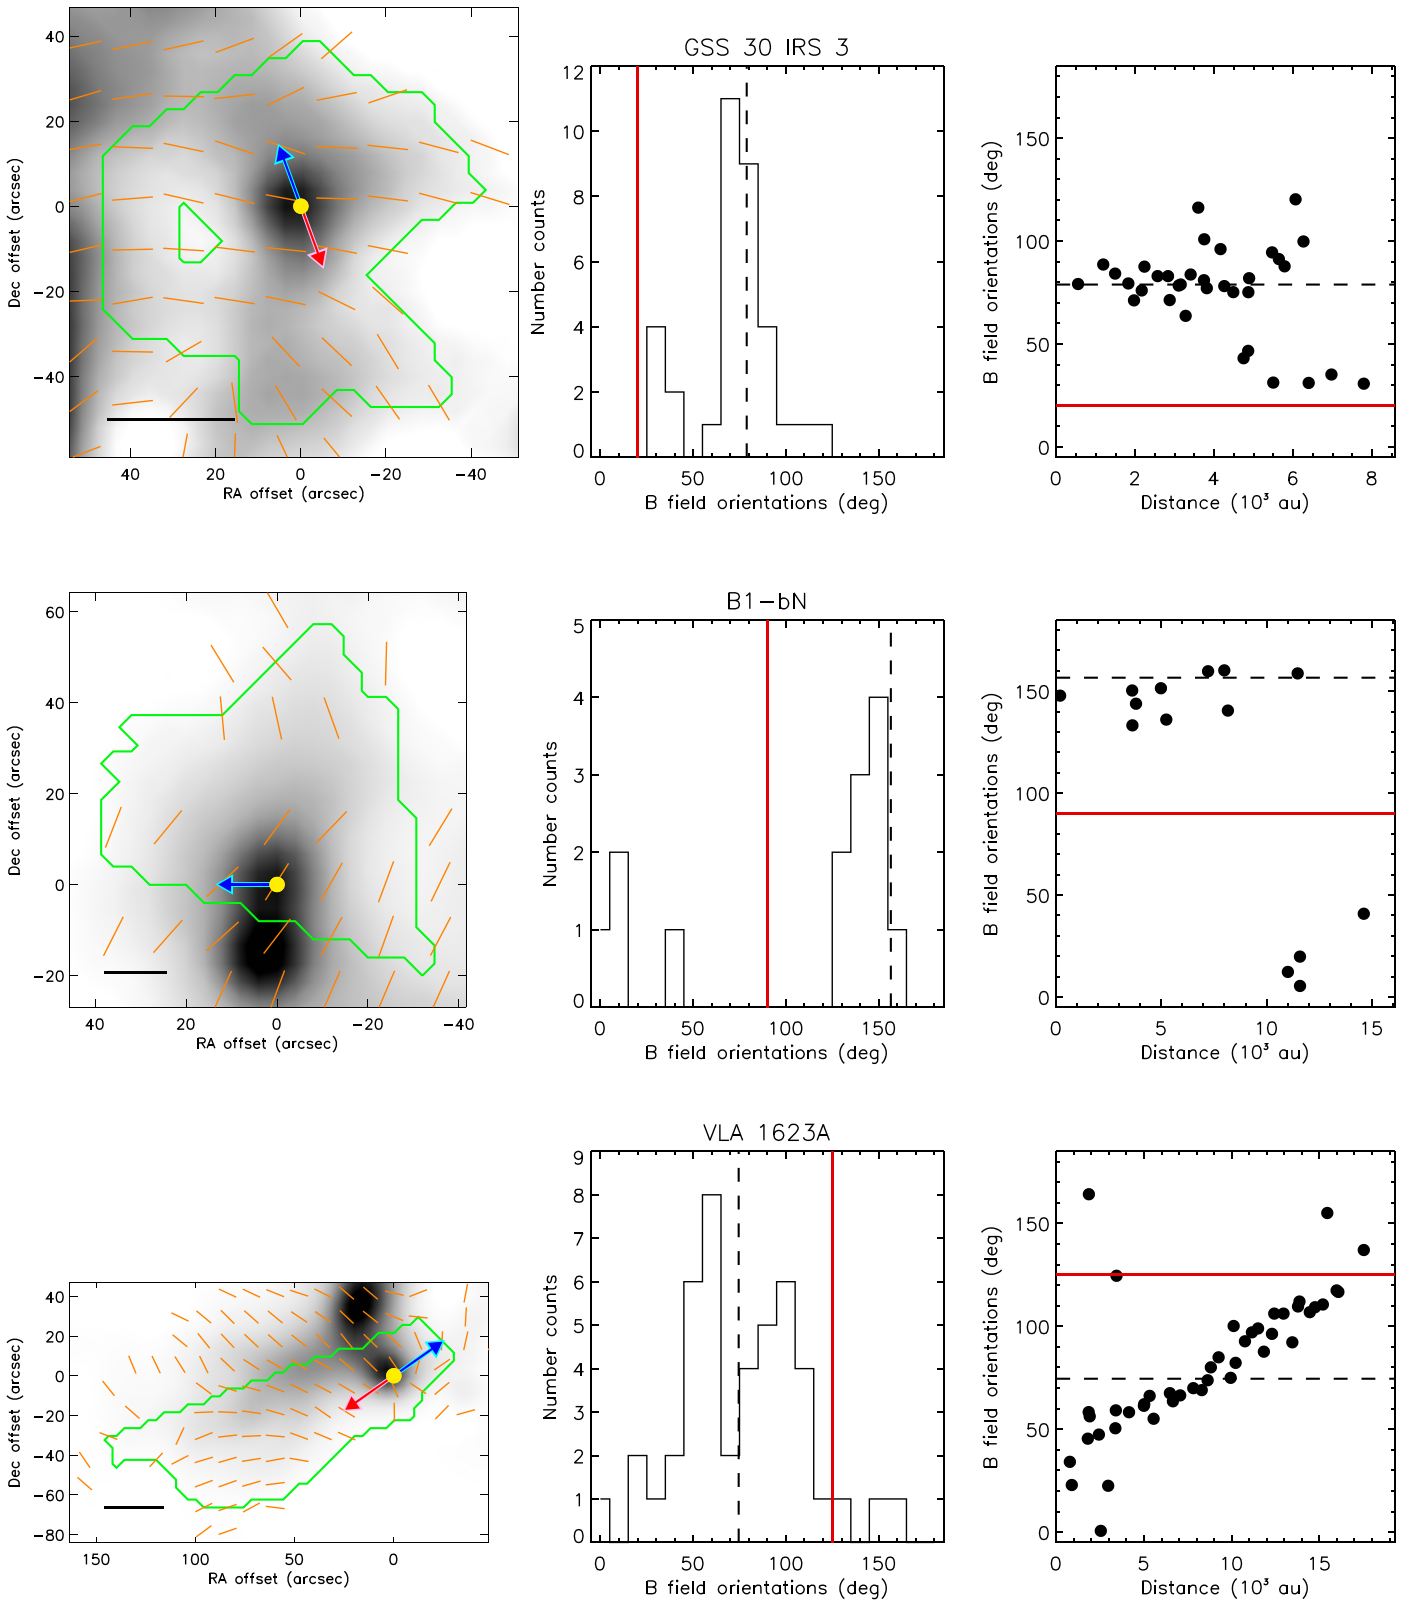 GSS 30 IRS 3
40
20
0
−20
−40
Dec offset (arcsec)
40 20 0 −20 −40
RA offset (arcsec)
12
10
8
6
4
2
0
Number counts
0 50 100 150
B field orientations (deg)
150
100
50
0
B field orientations (deg)
0 2 4 6 8
Distance (10³ au)
B1−bN
60
40
20
0
−20
Dec offset (arcsec)
40 20 0 −20 −40
RA offset (arcsec)
5
4
3
2
1
0
Number counts
0 50 100 150
B field orientations (deg)
150
100
50
0
B field orientations (deg)
0 5 10 15
Distance (10³ au)
VLA 1623A
40
20
0
−20
−40
−60
−80
Dec offset (arcsec)
150 100 50 0
RA offset (arcsec)
9
8
7
6
5
4
3
2
1
0
Number counts
0 50 100 150
B field orientations (deg)
150
100
50
0
B field orientations (deg)
0 5 10 15
Distance (10³ au)